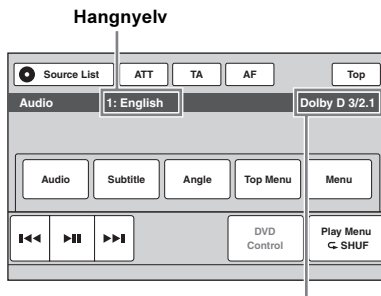 Hangnyelv
Source List ATT TA AF Top
Audio 1: English Dolby D 3/2.1
Audio Subtitle Angle Top Menu Menu
DVD Control Play Menu SHUF